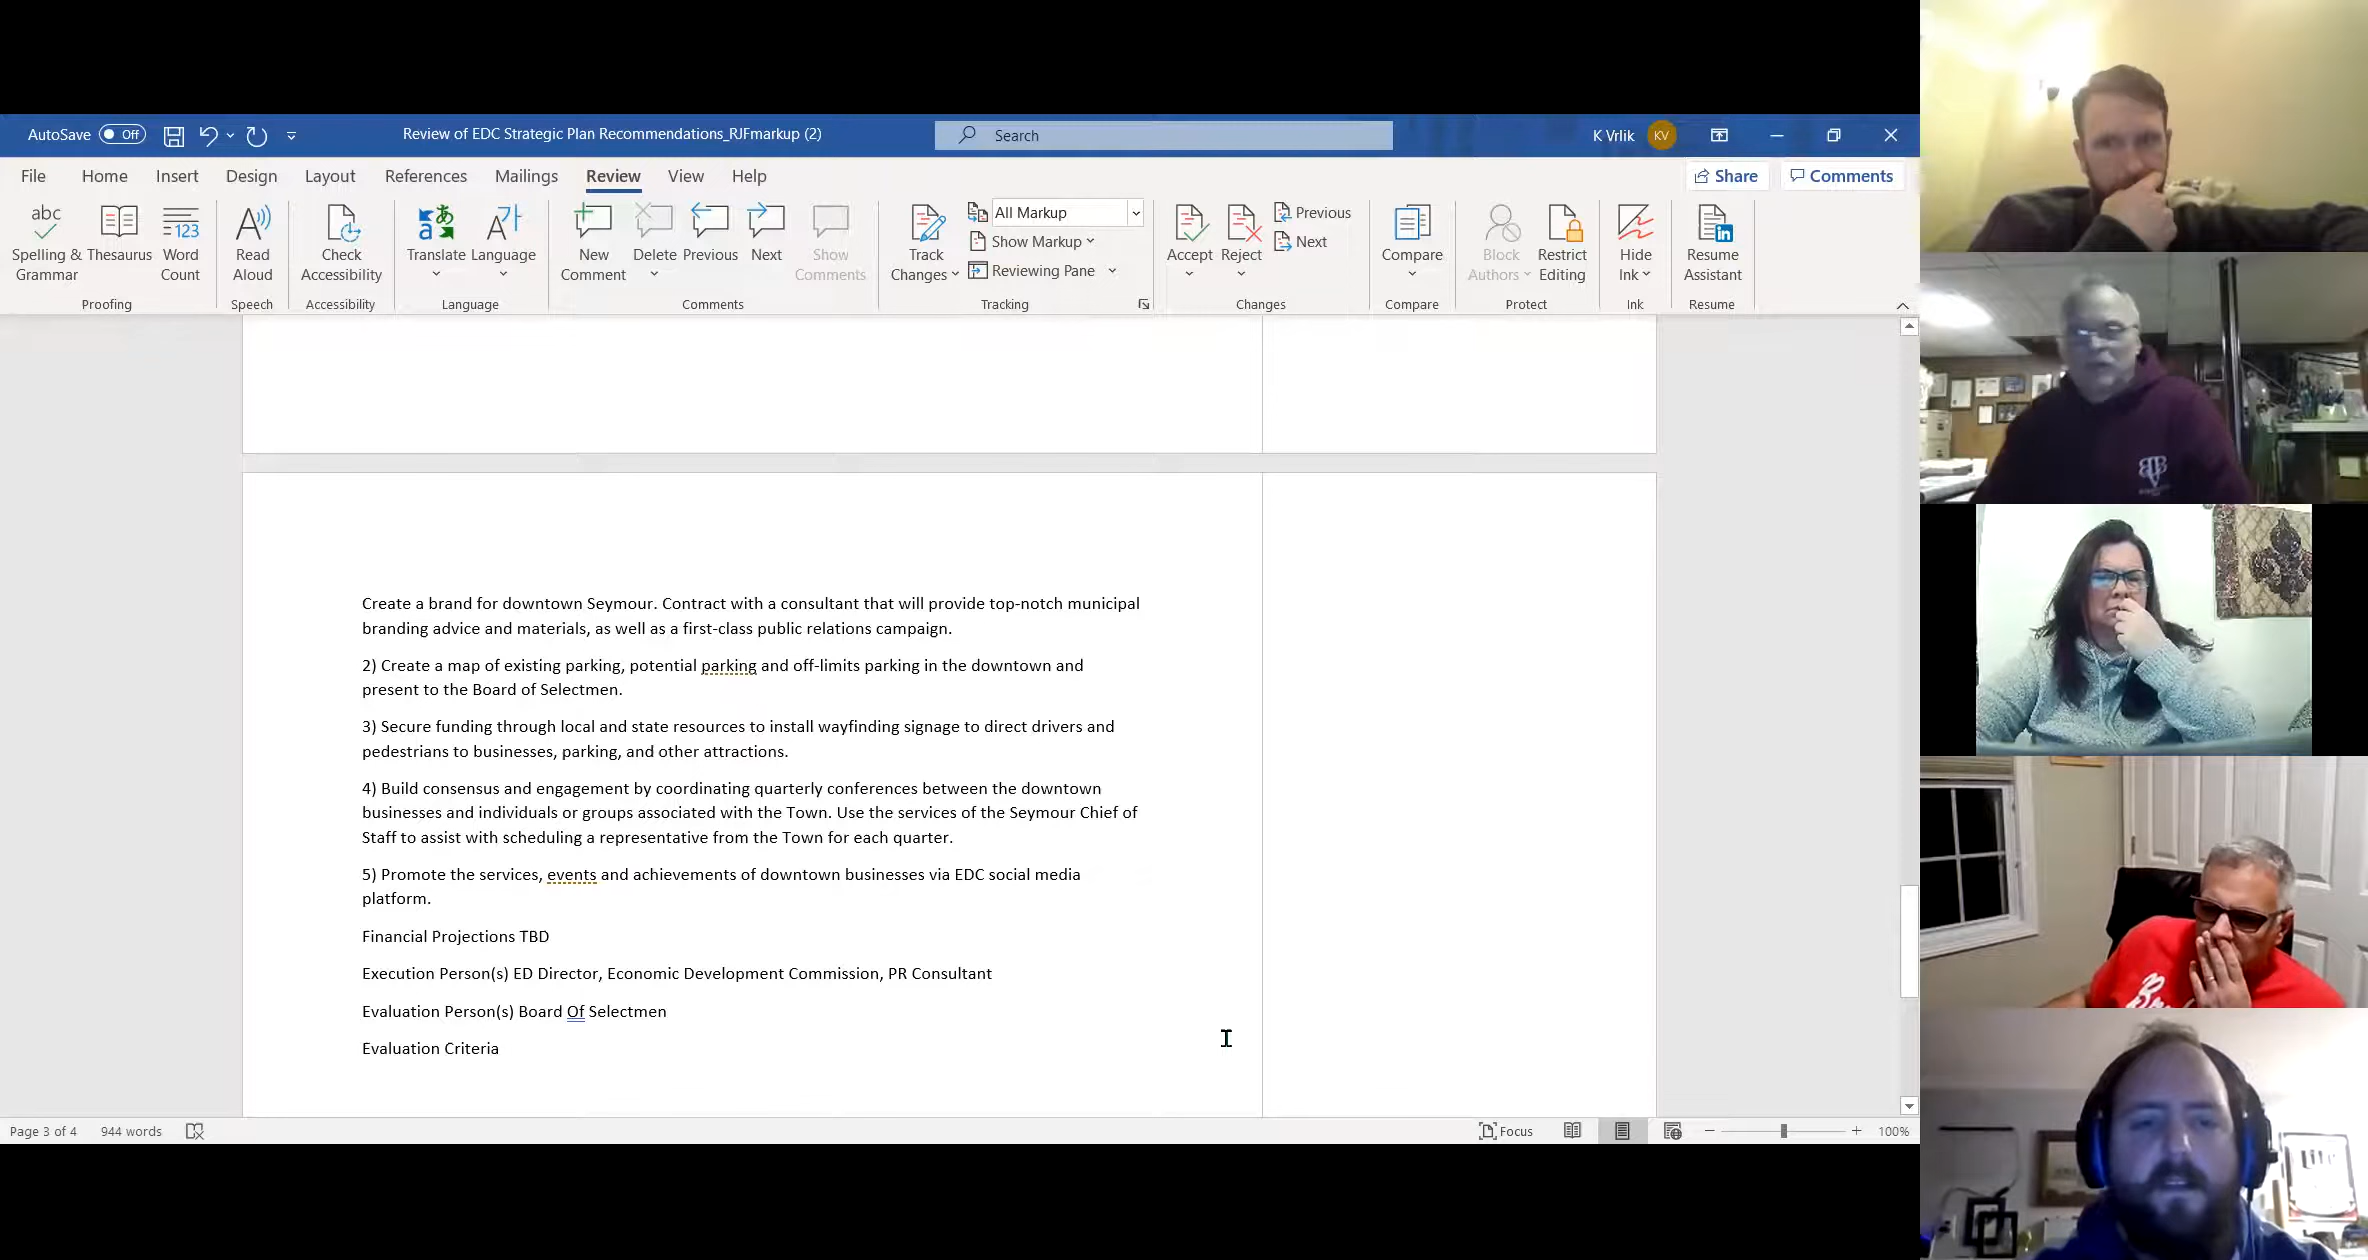 AutoSave Off Review of EDC Strategic Plan Recommendations_RJFmarkup (2) Search K Vrlik KV
File Home Insert Design Layout References Mailings Review View Help Share Comments
abc
Spelling & Grammar
Thesaurus
123
Word Count
Proofing
Read Aloud
Speech
Check Accessibility
Accessibility
Translate
Language
Language
New Comment
Delete
Previous
Next
Show Comments
Comments
Track Changes
All Markup
Show Markup
Reviewing Pane
Tracking
Accept
Reject
Previous
Next
Changes
Compare
Compare
Block Authors
Restrict Editing
Protect
Hide Ink
Ink
Resume Assistant
Resume
Create a brand for downtown Seymour. Contract with a consultant that will provide top-notch municipal
branding advice and materials, as well as a first-class public relations campaign.
2) Create a map of existing parking, potential parking and off-limits parking in the downtown and
present to the Board of Selectmen.
3) Secure funding through local and state resources to install wayfinding signage to direct drivers and
pedestrians to businesses, parking, and other attractions.
4) Build consensus and engagement by coordinating quarterly conferences between the downtown
businesses and individuals or groups associated with the Town. Use the services of the Seymour Chief of
Staff to assist with scheduling a representative from the Town for each quarter.
5) Promote the services, events and achievements of downtown businesses via EDC social media
platform.
Financial Projections TBD
Execution Person(s) ED Director, Economic Development Commission, PR Consultant
Evaluation Person(s) Board Of Selectmen
Evaluation Criteria
Page 3 of 4 944 words Focus 100%